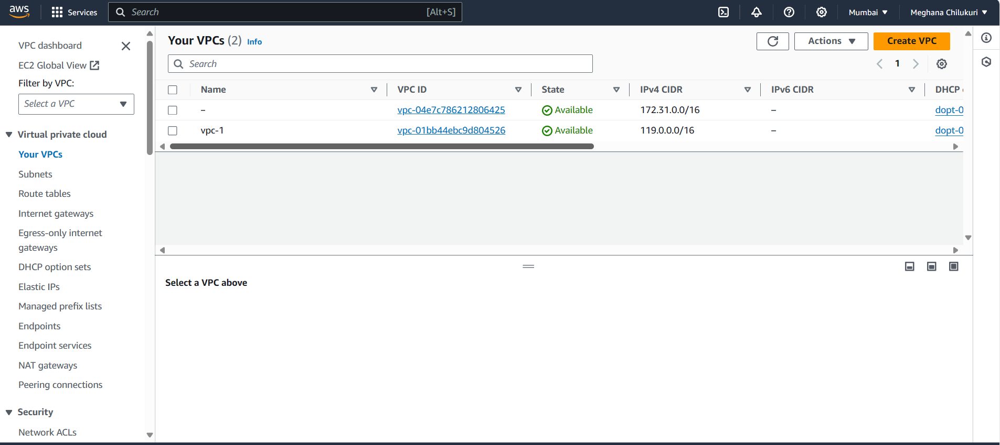 aws Services Search [Alt+S] Mumbai Meghana Chilukuri
VPC dashboard
EC2 Global View
Filter by VPC:
Select a VPC
Virtual private cloud
Your VPCs
Subnets
Route tables
Internet gateways
Egress-only internet
gateways
DHCP option sets
Elastic IPs
Managed prefix lists
Endpoints
Endpoint services
NAT gateways
Peering connections
Security
Network ACLs
Your VPCs (2) Info
Actions Create VPC
Search
1
Name VPC ID State IPv4 CIDR IPv6 CIDR DHCP
– vpc-04e7c786212806425 Available 172.31.0.0/16 – dopt-0
vpc-1 vpc-01bb44ebc9d804526 Available 119.0.0.0/16 – dopt-0
Select a VPC above